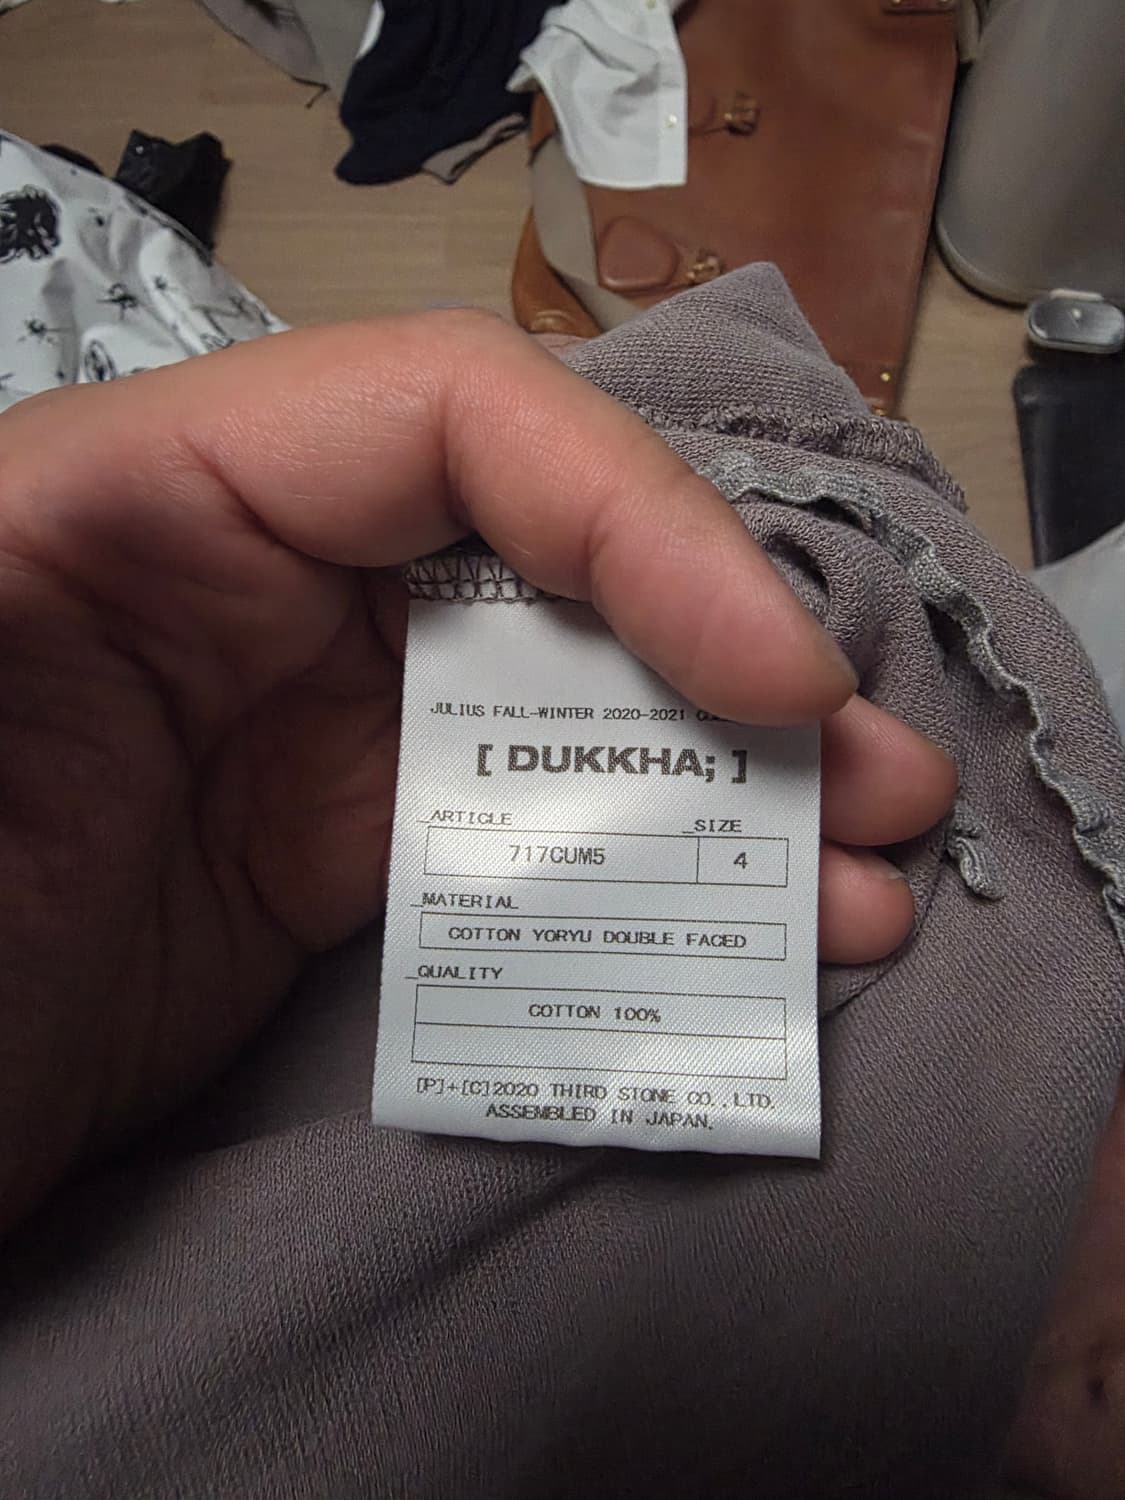 JULIUS FALL-WINTER 2020-2021
[ DUKKHA; ]
_ARTICLE _SIZE
717CUM5 4
_MATERIAL
COTTON YORYU DOUBLE FACED
_QUALITY
COTTON 100%
[P]+[C]2020 THIRD STONE CO.,LTD.
ASSEMBLED IN JAPAN.